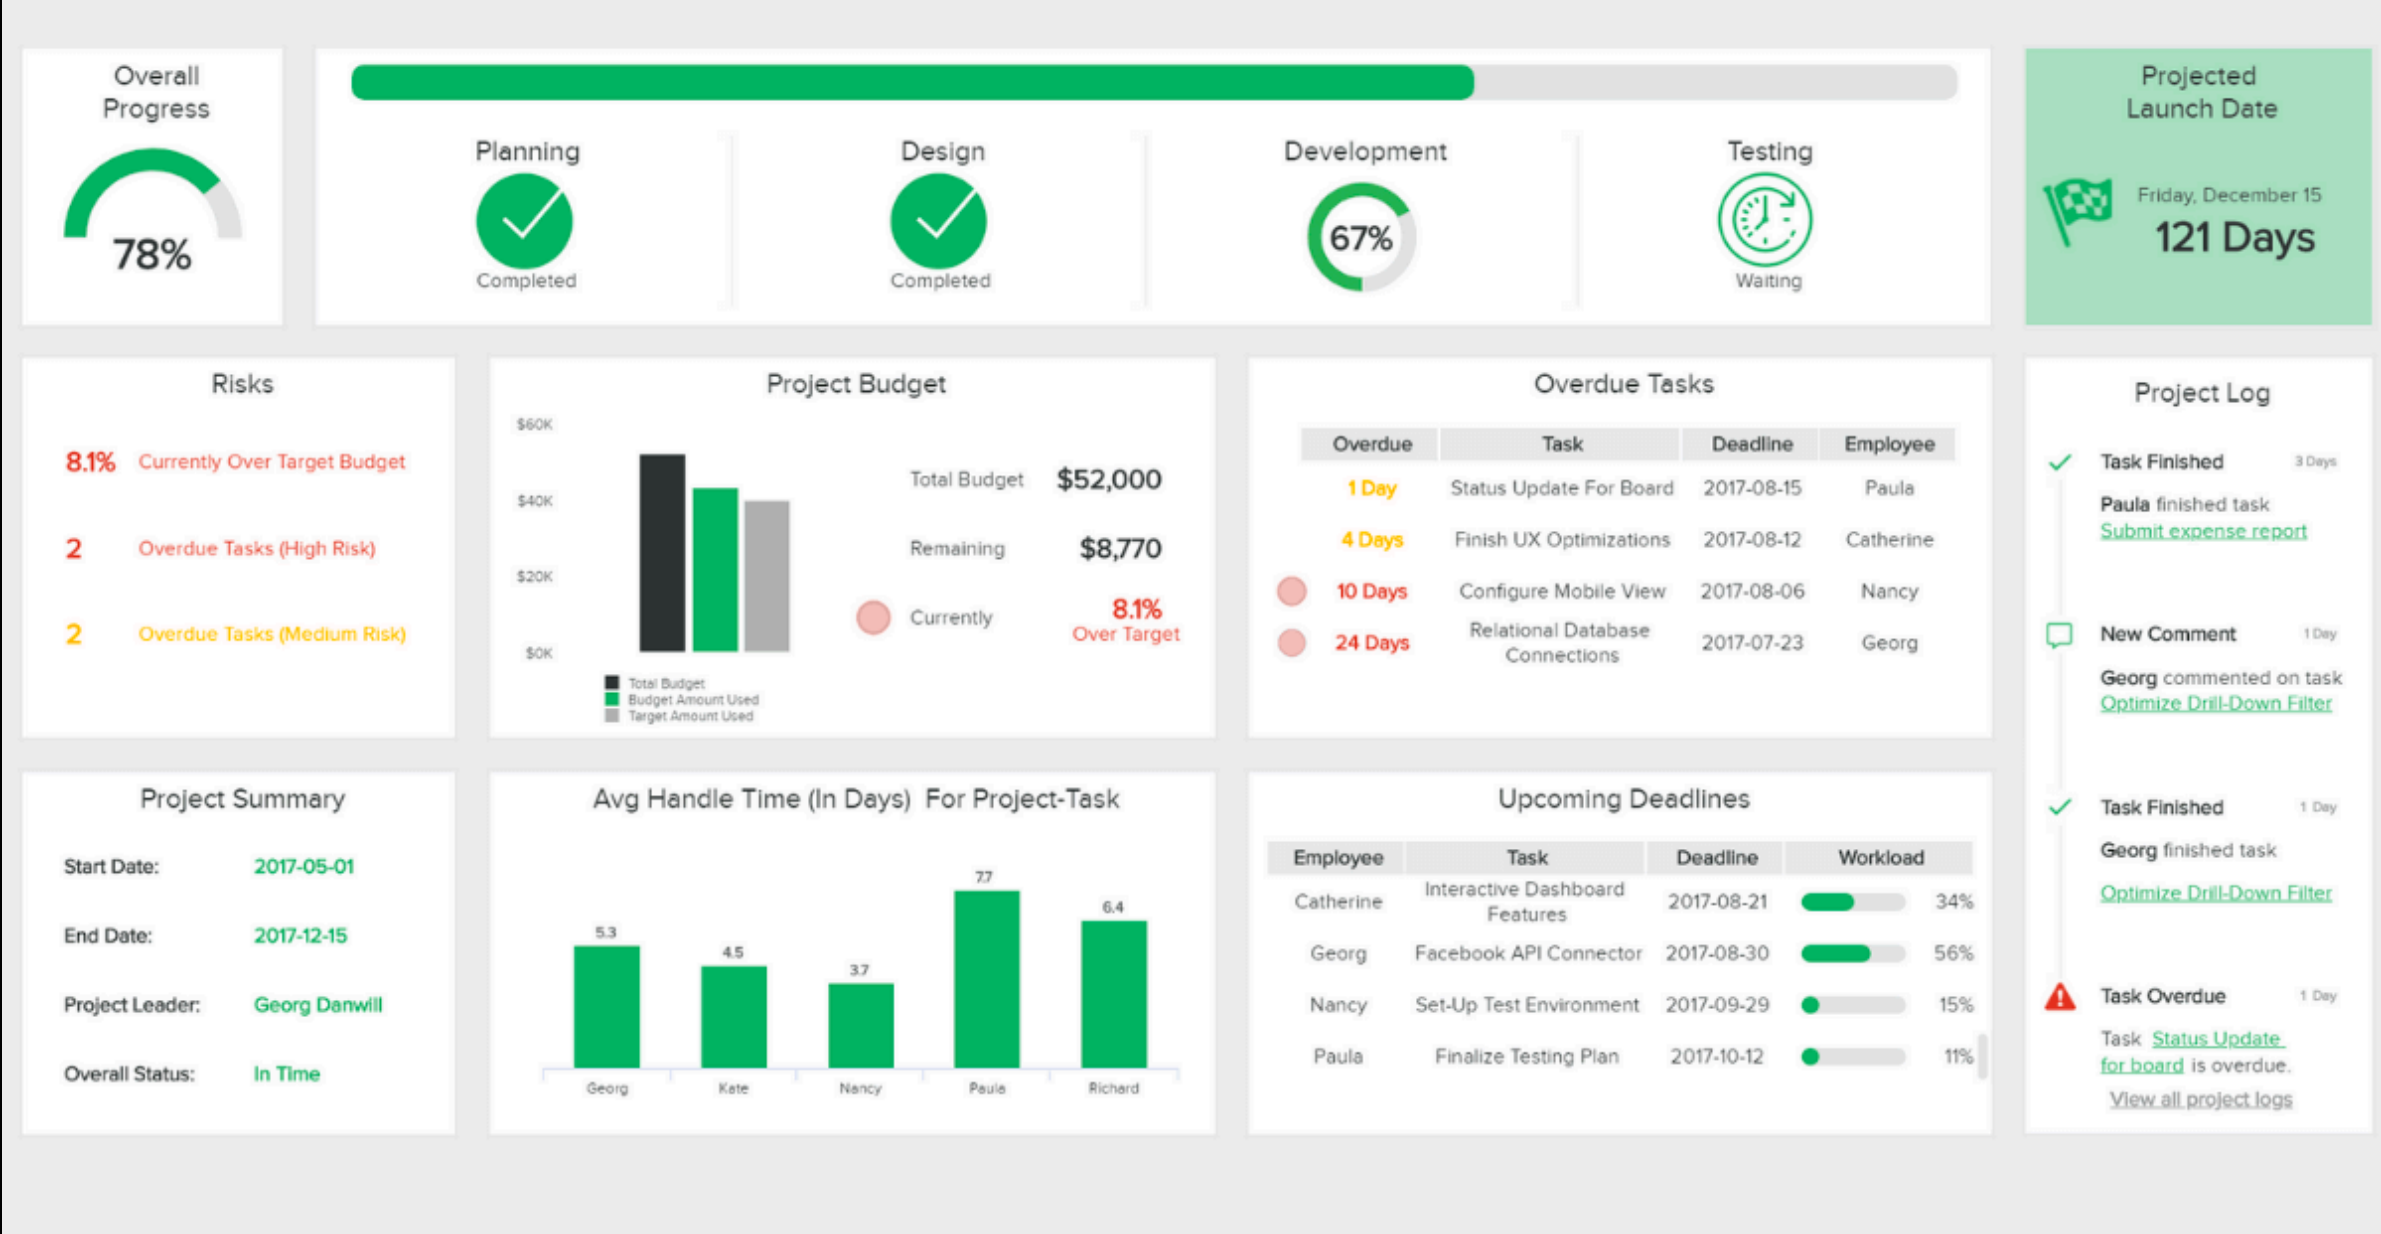 Overall
Progress
78%
Planning
Completed
Design
Completed
Development
67%
Testing
Waiting
Projected
Launch Date
Friday, December 15
121 Days
Risks
8.1% Currently Over Target Budget
2 Overdue Tasks (High Risk)
2 Overdue Tasks (Medium Risk)
Project Budget
$60K
$40K
$20K
$0K
Total Budget
Budget Amount Used
Target Amount Used
Total Budget $52,000
Remaining $8,770
Currently 8.1%
Over Target
Overdue Tasks
Overdue Task Deadline Employee
1 Day Status Update For Board 2017-08-15 Paula
4 Days Finish UX Optimizations 2017-08-12 Catherine
10 Days Configure Mobile View 2017-08-06 Nancy
24 Days Relational Database Connections 2017-07-23 Georg
Project Log
Task Finished 3 Days
Paula finished task
Submit expense report
New Comment 1 Day
Georg commented on task
Optimize Drill-Down Filter
Task Finished 1 Day
Georg finished task
Optimize Drill-Down Filter
Task Overdue 1 Day
Task Status Update
for board is overdue.
View all project logs
Project Summary
Start Date: 2017-05-01
End Date: 2017-12-15
Project Leader: Georg Danwill
Overall Status: In Time
Avg Handle Time (In Days) For Project-Task
5.3
4.5
3.7
7.7
6.4
Georg Kate Nancy Paula Richard
Upcoming Deadlines
Employee Task Deadline Workload
Catherine Interactive Dashboard Features 2017-08-21 34%
Georg Facebook API Connector 2017-08-30 56%
Nancy Set-Up Test Environment 2017-09-29 15%
Paula Finalize Testing Plan 2017-10-12 11%